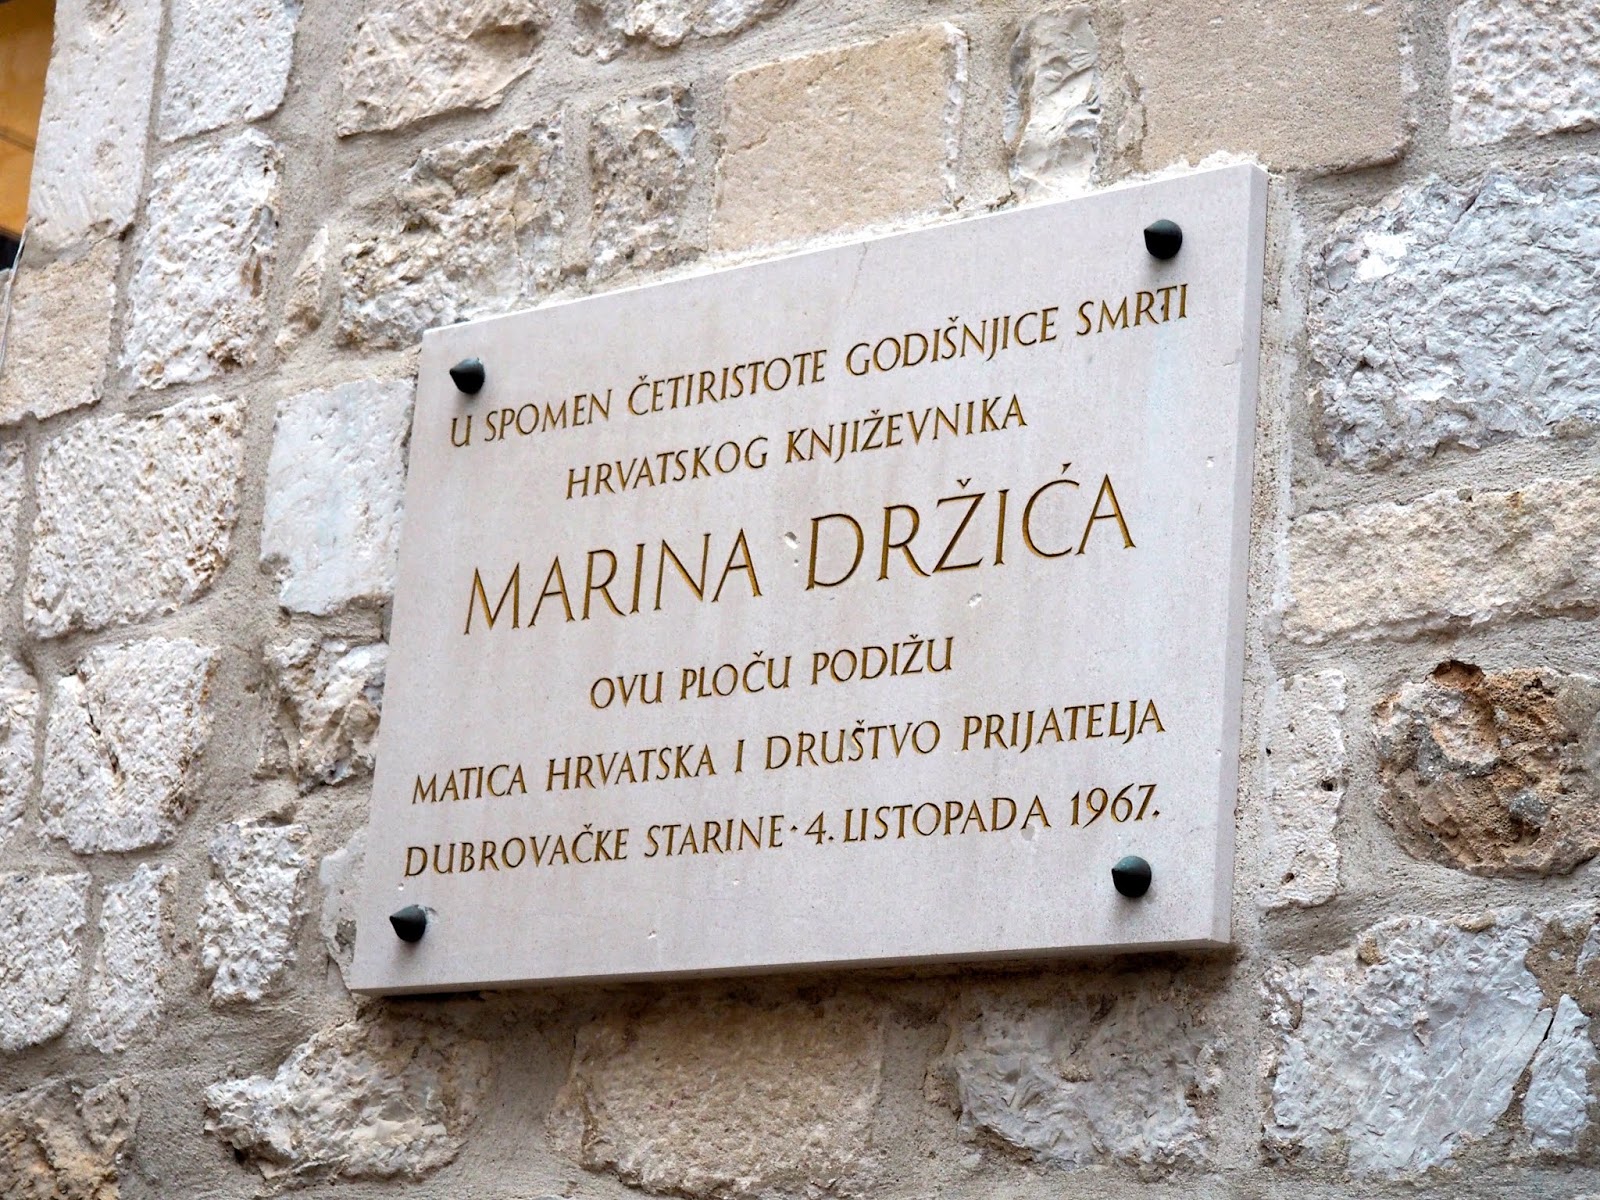 U SPOMEN ČETIRISTOTE GODIŠNJICE SMRTI
HRVATSKOG KNJIŽEVNIKA
MARINA DRŽIĆA
OVU PLOČU PODIŽU
MATICA HRVATSKA I DRUŠTVO PRIJATELJA
DUBROVAČKE STARINE · 4. LISTOPADA 1967.